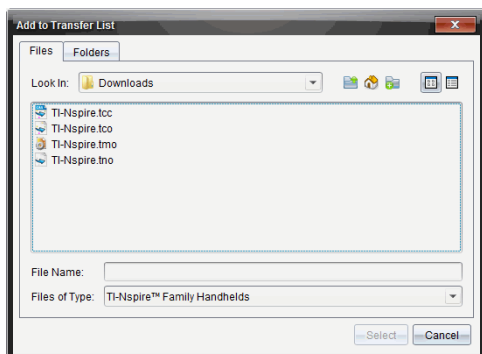 Add to Transfer List
Files Folders
Look In: Downloads
TI-Nspire.tcc
TI-Nspire.tco
TI-Nspire.tmo
TI-Nspire.tno
File Name:
Files of Type: TI-Nspire™ Family Handhelds
Select Cancel